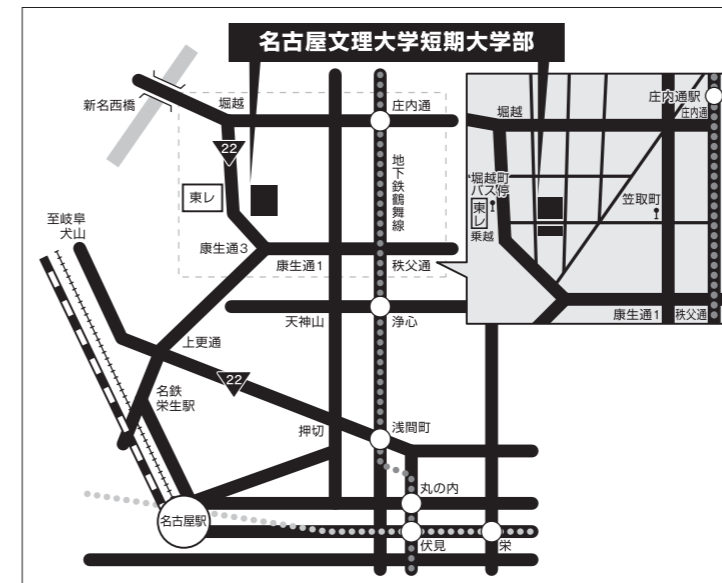 名古屋文理大学短期大学部
新名西橋
堀越
庄内通
22
東レ
地下鉄鶴舞線
至岐阜
犬山
康生通3
康生通1
秩父通
天神山
浄心
上更通
22
名鉄
栄生駅
押切
浅間町
丸の内
名古屋駅
伏見
栄
庄内通駅
庄内通
堀越
堀越町
バス停
東レ
乗越
笠取町
康生通1
秩父通